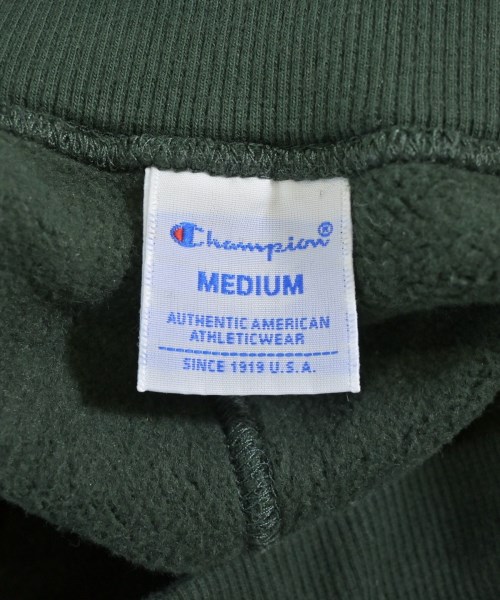 Champion®
MEDIUM
AUTHENTIC AMERICAN
ATHLETICWEAR
SINCE 1919 U.S.A.